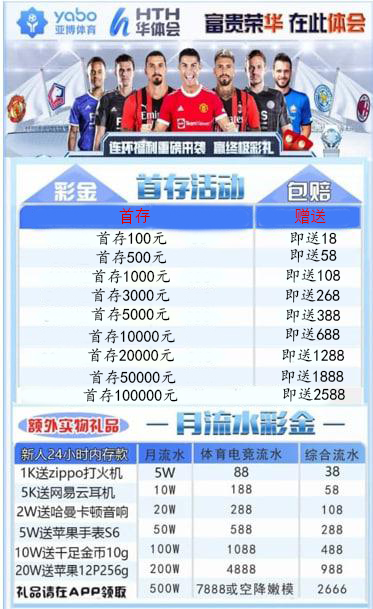 yabo
亚博体育
HTH
华体会
富贵荣华 在此体会
连环福利重磅来袭 赢终极彩礼
彩金 首存活动 包赔
首存 赠送
首存100元 即送18
首存500元 即送58
首存1000元 即送108
首存3000元 即送268
首存5000元 即送388
首存10000元 即送688
首存20000元 即送1288
首存50000元 即送1888
首存100000元 即送2588
额外实物礼品 月流水彩金
新人24小时内存款 月流水 体育电竞流水 综合流水
1K送zippo打火机 5W 88 38
5K送网易云耳机 10W 188 58
2W送哈曼卡顿音响 20W 288 108
5W送苹果手表S6 50W 588 288
10W送千足金币10g 100W 1088 488
20W送苹果12P256g 200W 4888 988
礼品请在APP领取 500W 7888或空降嫩模 2666